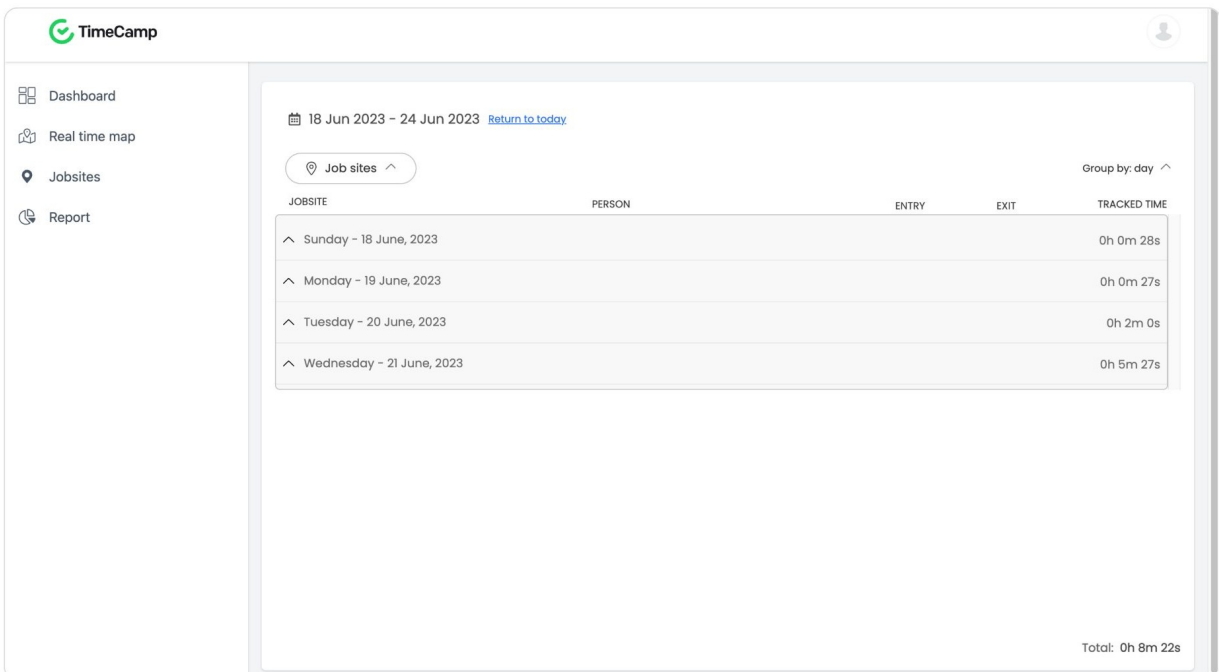 TimeCamp
Dashboard
Real time map
Jobsites
Report
18 Jun 2023 - 24 Jun 2023 Return to today
Job sites
Group by: day
JOBSITE PERSON ENTRY EXIT TRACKED TIME
Sunday - 18 June, 2023 0h 0m 28s
Monday - 19 June, 2023 0h 0m 27s
Tuesday - 20 June, 2023 0h 2m 0s
Wednesday - 21 June, 2023 0h 5m 27s
Total: 0h 8m 22s